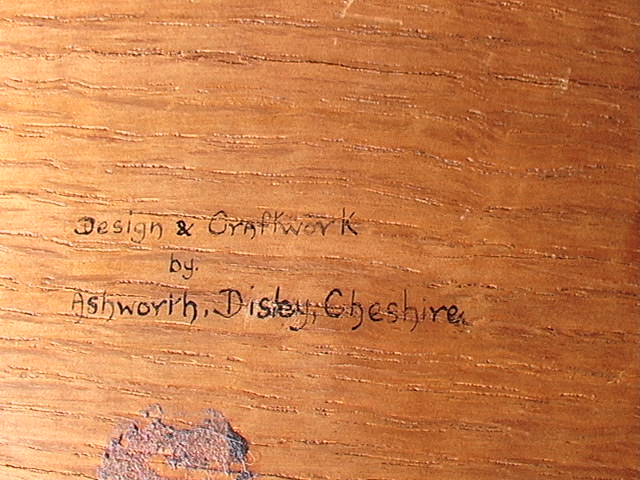 Design & Craftwork
by.
Ashworth, Disley, Cheshire.